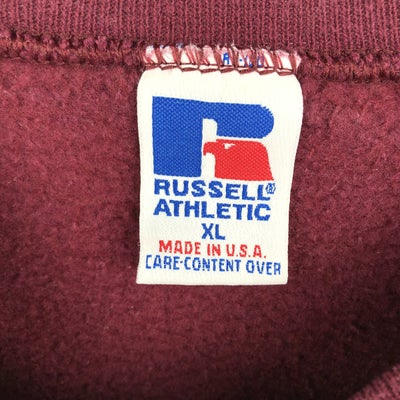 RUSSELL®
ATHLETIC
XL
MADE IN U.S.A.
CARE-CONTENT OVER